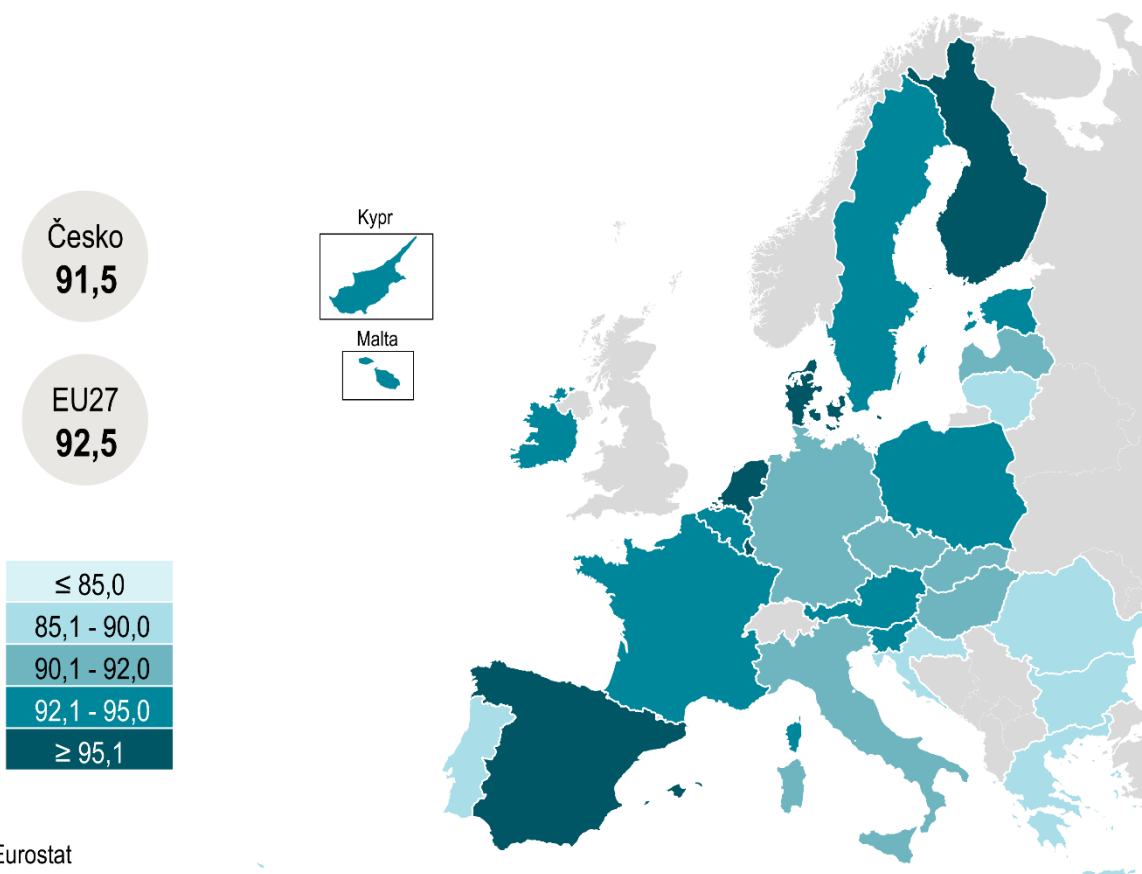 Česko
91,5
EU27
92,5
Kypr
Malta
≤ 85,0
85,1 - 90,0
90,1 - 92,0
92,1 - 95,0
≥ 95,1
Eurostat